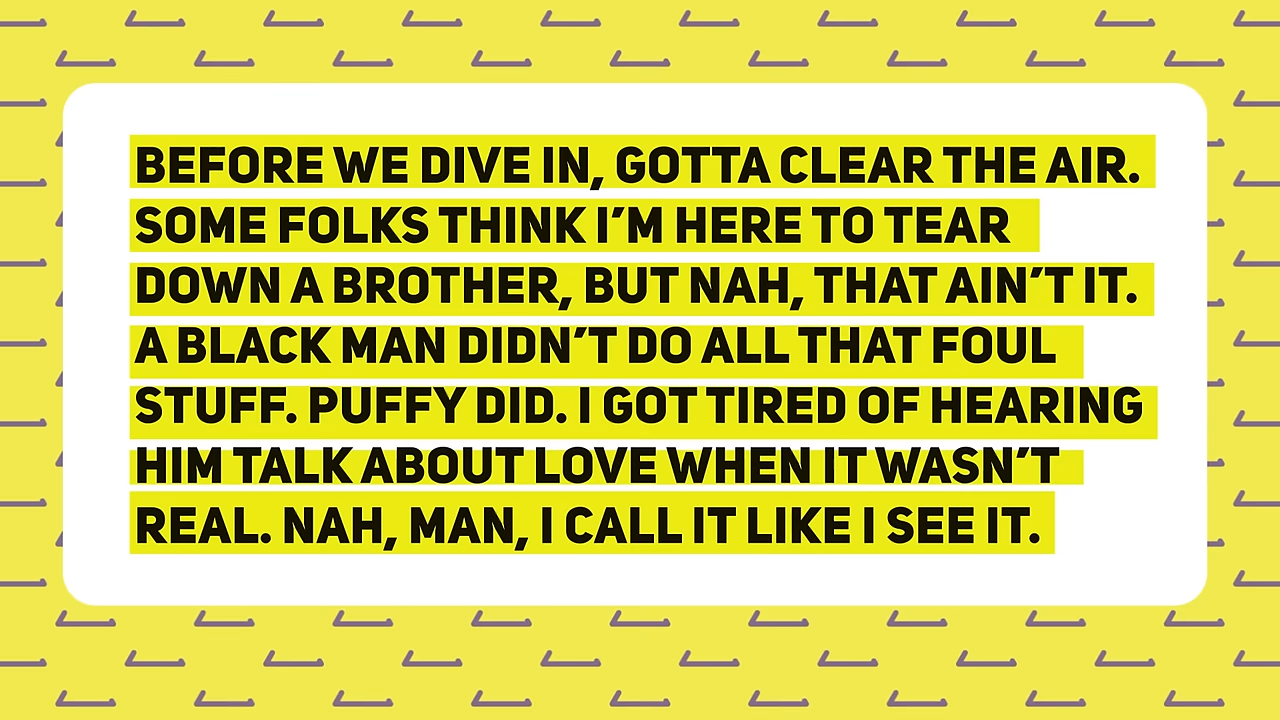 BEFORE WE DIVE IN, GOTTA CLEAR THE AIR.
SOME FOLKS THINK I’M HERE TO TEAR
DOWN A BROTHER, BUT NAH, THAT AIN’T IT.
A BLACK MAN DIDN’T DO ALL THAT FOUL
STUFF. PUFFY DID. I GOT TIRED OF HEARING
HIM TALK ABOUT LOVE WHEN IT WASN’T
REAL. NAH, MAN, I CALL IT LIKE I SEE IT.